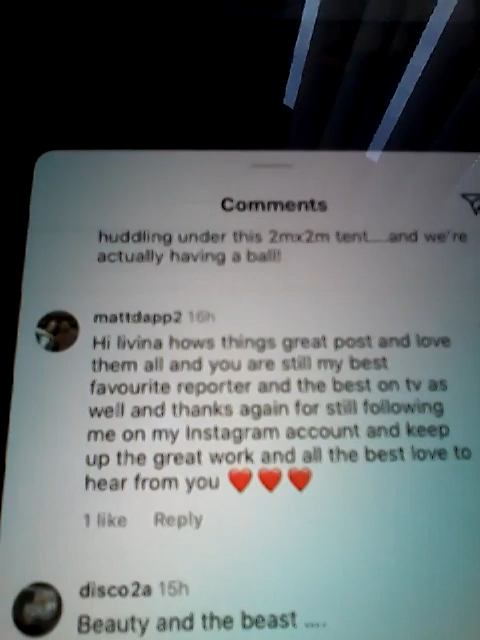 Comments
huddling under this 2mx2m tent....and we're
actually having a ball!
mattdapp2 16h
Hi livina hows things great post and love
them all and you are still my best
favourite reporter and the best on tv as
well and thanks again for still following
me on my Instagram account and keep
up the great work and all the best love to
hear from you ❤️❤️❤️
1 like Reply
disco2a 15h
Beauty and the beast ....